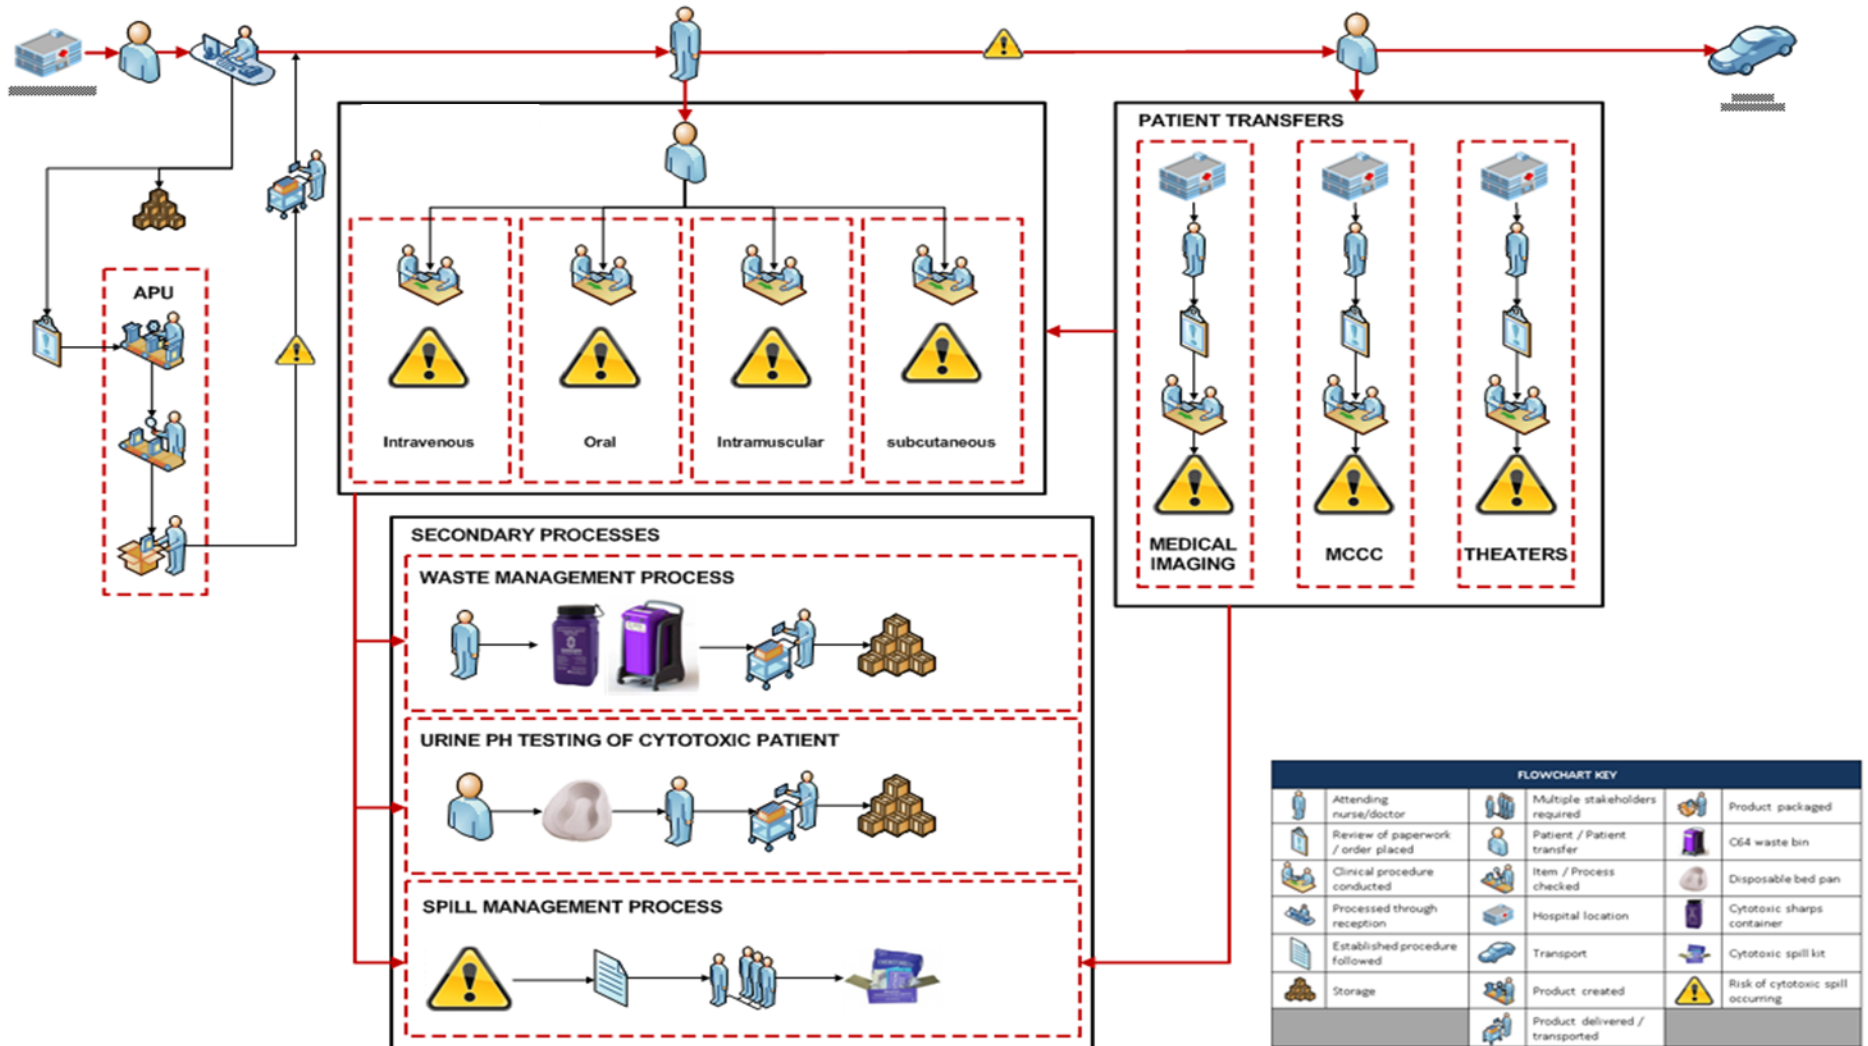 PATIENT TRANSFERS
APU
Intravenous
Oral
Intramuscular
subcutaneous
MEDICAL
IMAGING
MCCC
THEATERS
SECONDARY PROCESSES
WASTE MANAGEMENT PROCESS
URINE PH TESTING OF CYTOTOXIC PATIENT
SPILL MANAGEMENT PROCESS
FLOWCHART KEY
Attending
nurse/doctor
Multiple stakeholders
required
Product packaged
Review of paperwork
/ order placed
Patient / Patient
transfer
C64 waste bin
Clinical procedure
conducted
Item / Process
checked
Disposable bed pan
Processed through
reception
Hospital location
Cytotoxic sharps
container
Established procedure
followed
Transport
Cytotoxic spill kit
Storage
Product created
Risk of cytotoxic spill
occurring
Product delivered /
transported